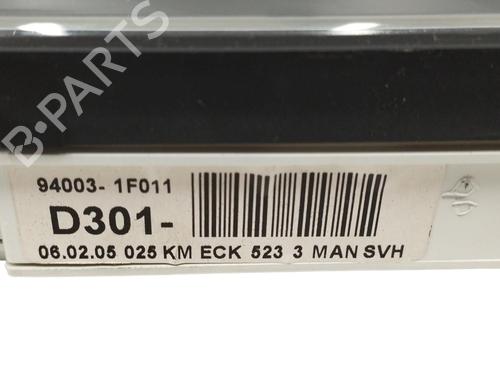 B-PARTS
94003- 1F011
D301-
06.02.05 025 KM ECK 523 3 MAN SVH